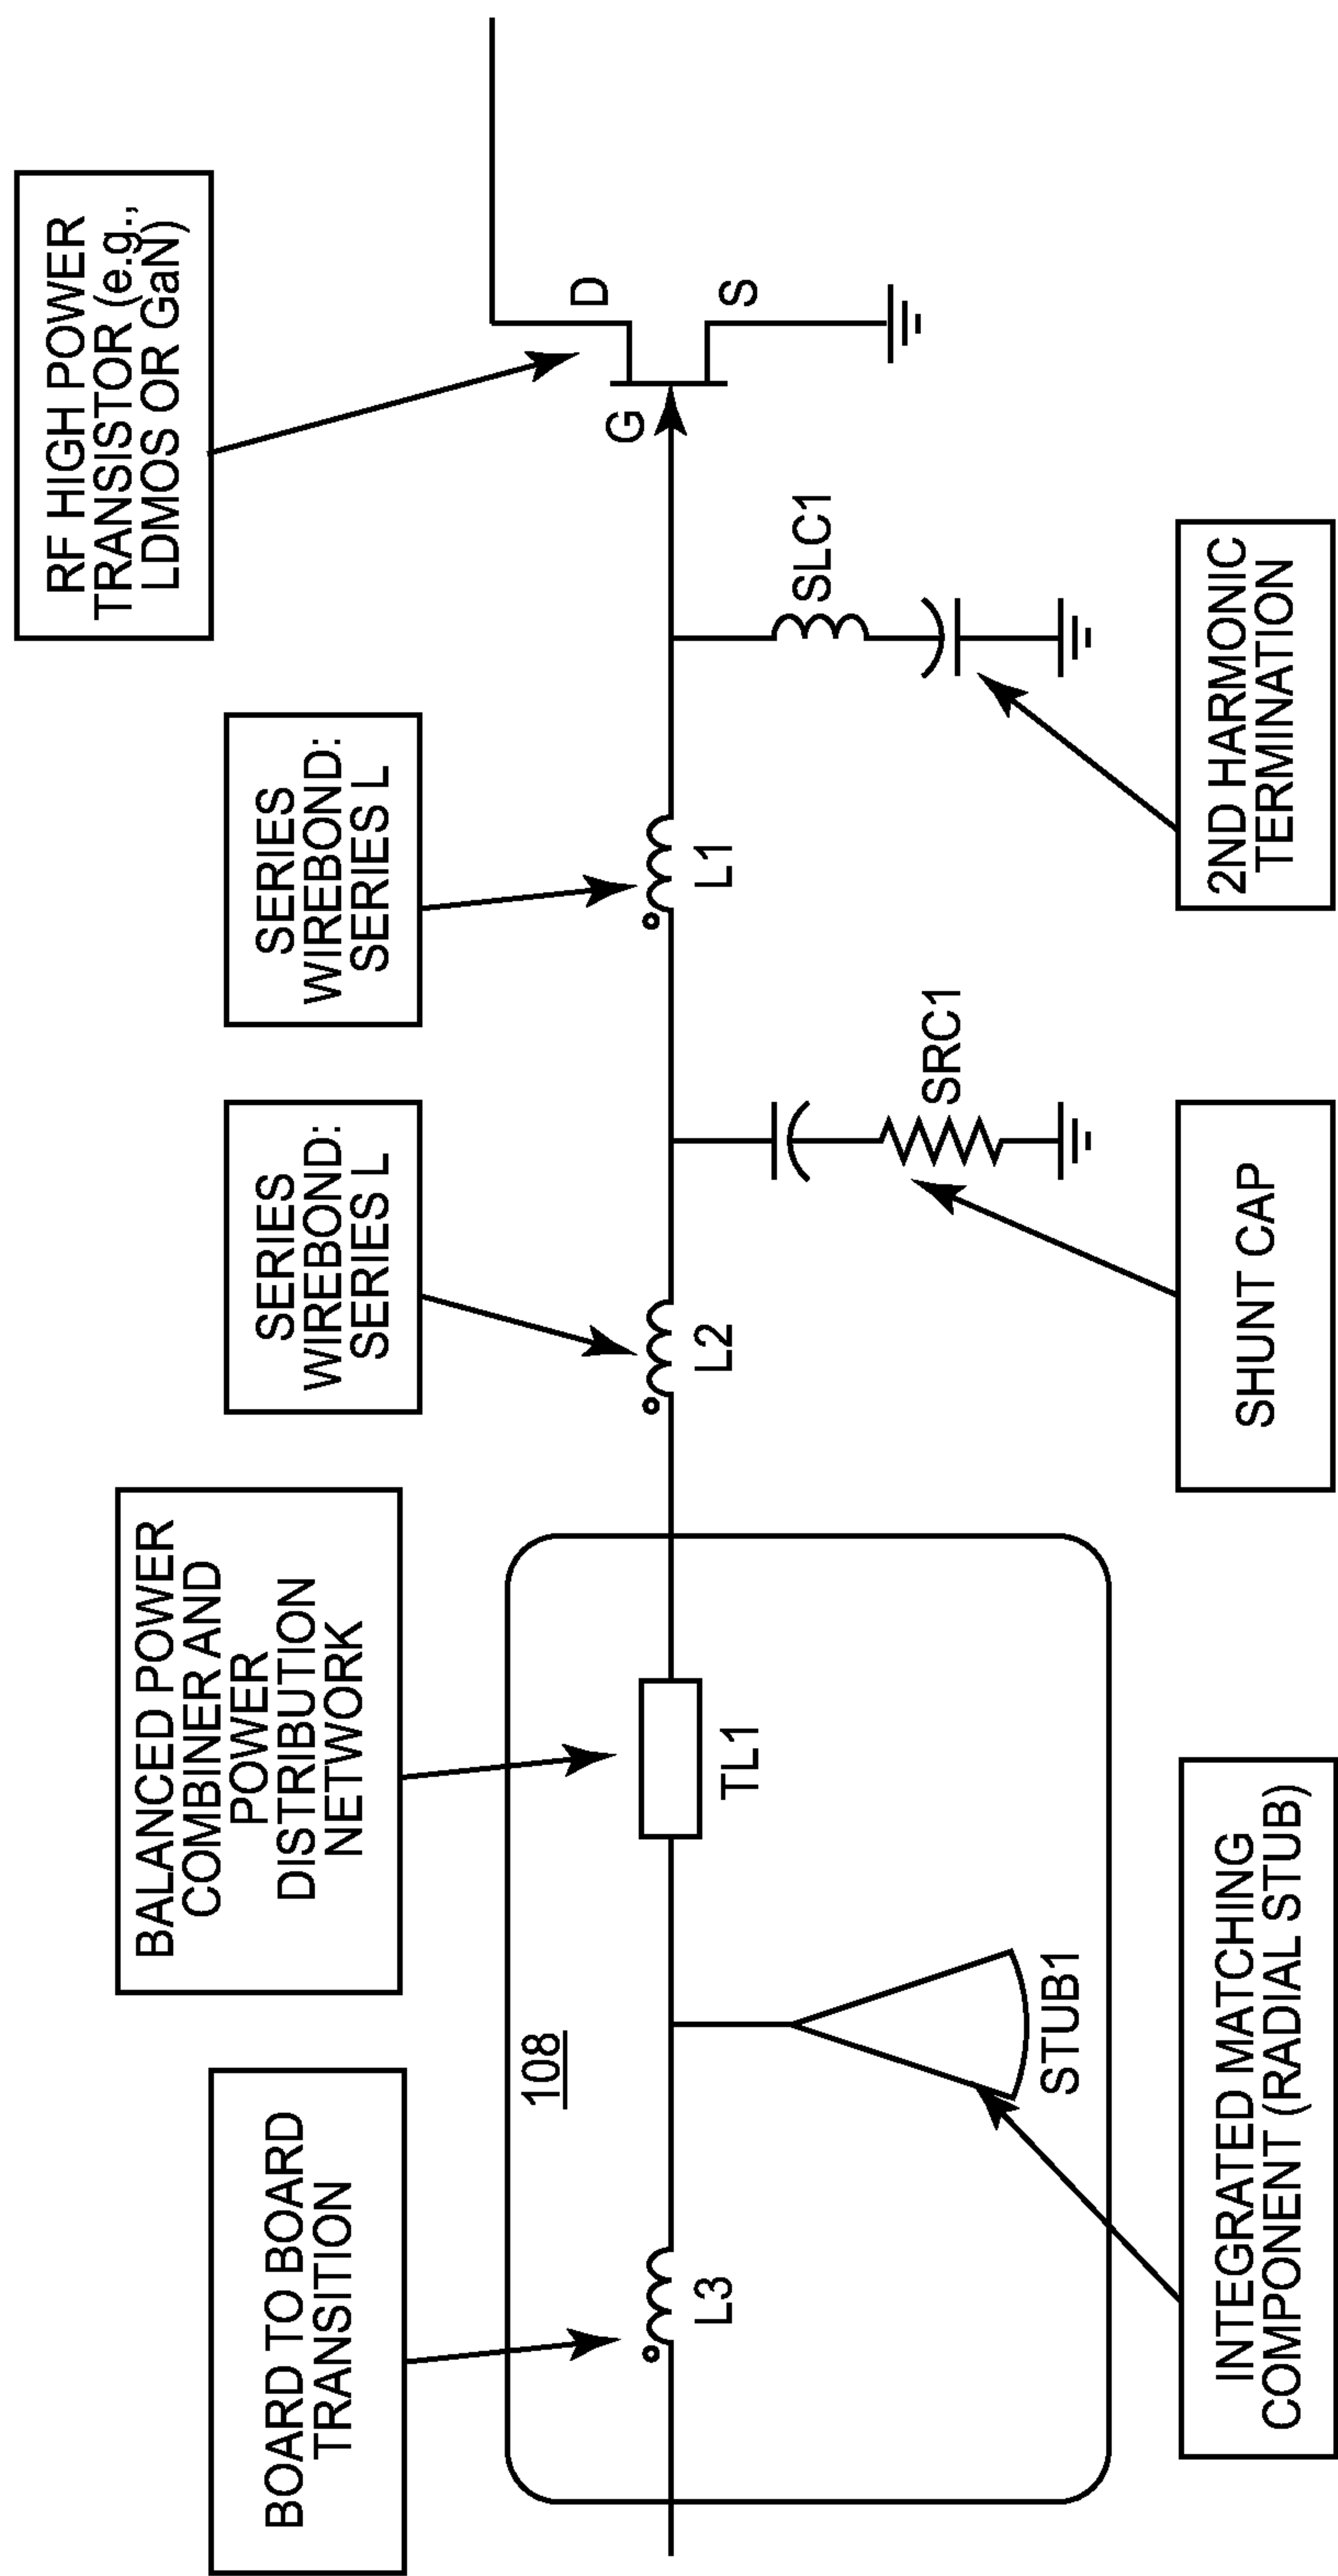 BOARD TO BOARD
TRANSITION
BALANCED POWER
COMBINER AND
POWER
DISTRIBUTION
NETWORK
SERIES
WIREBOND:
SERIES L
SERIES
WIREBOND:
SERIES L
RF HIGH POWER
TRANSISTOR (e.g.,
LDMOS OR GaN)
108
L3
STUB1
TL1
L2
SRC1
L1
SLC1
G
D
S
INTEGRATED MATCHING
COMPONENT (RADIAL STUB)
SHUNT CAP
2ND HARMONIC
TERMINATION